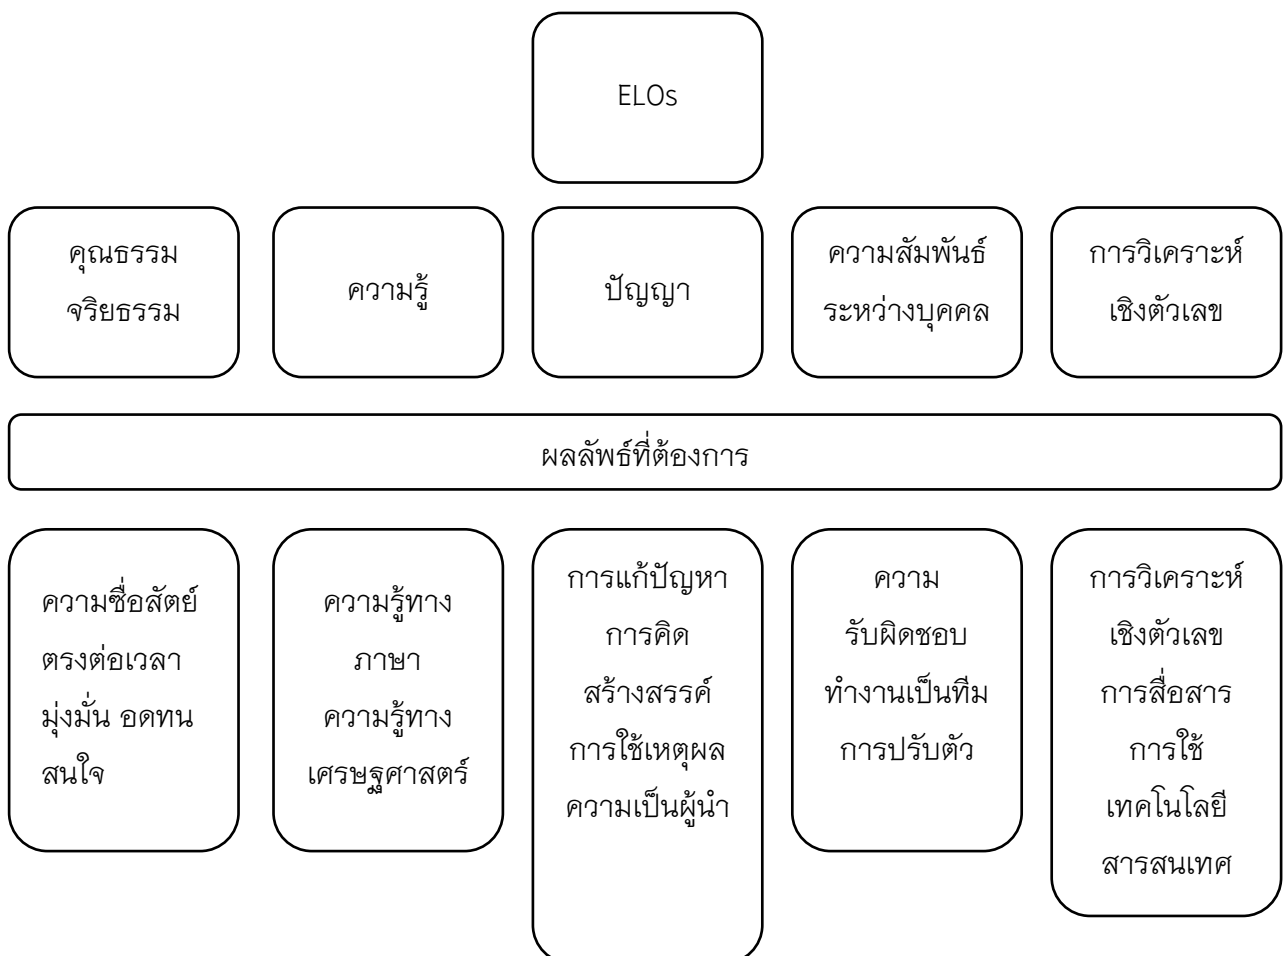 ELOs
คุณธรรม
จริยธรรม
ความรู้
ปัญญา
ความสัมพันธ์
ระหว่างบุคคล
การวิเคราะห์
เชิงตัวเลข
ผลลัพธ์ที่ต้องการ
ความซื่อสัตย์
ตรงต่อเวลา
มุ่งมั่น อดทน
สนใจ
ความรู้ทาง
ภาษา
ความรู้ทาง
เศรษฐศาสตร์
การแก้ปัญหา
การคิด
สร้างสรรค์
การใช้เหตุผล
ความเป็นผู้นำ
ความ
รับผิดชอบ
ทำงานเป็นทีม
การปรับตัว
การวิเคราะห์
เชิงตัวเลข
การสื่อสาร
การใช้
เทคโนโลยี
สารสนเทศ